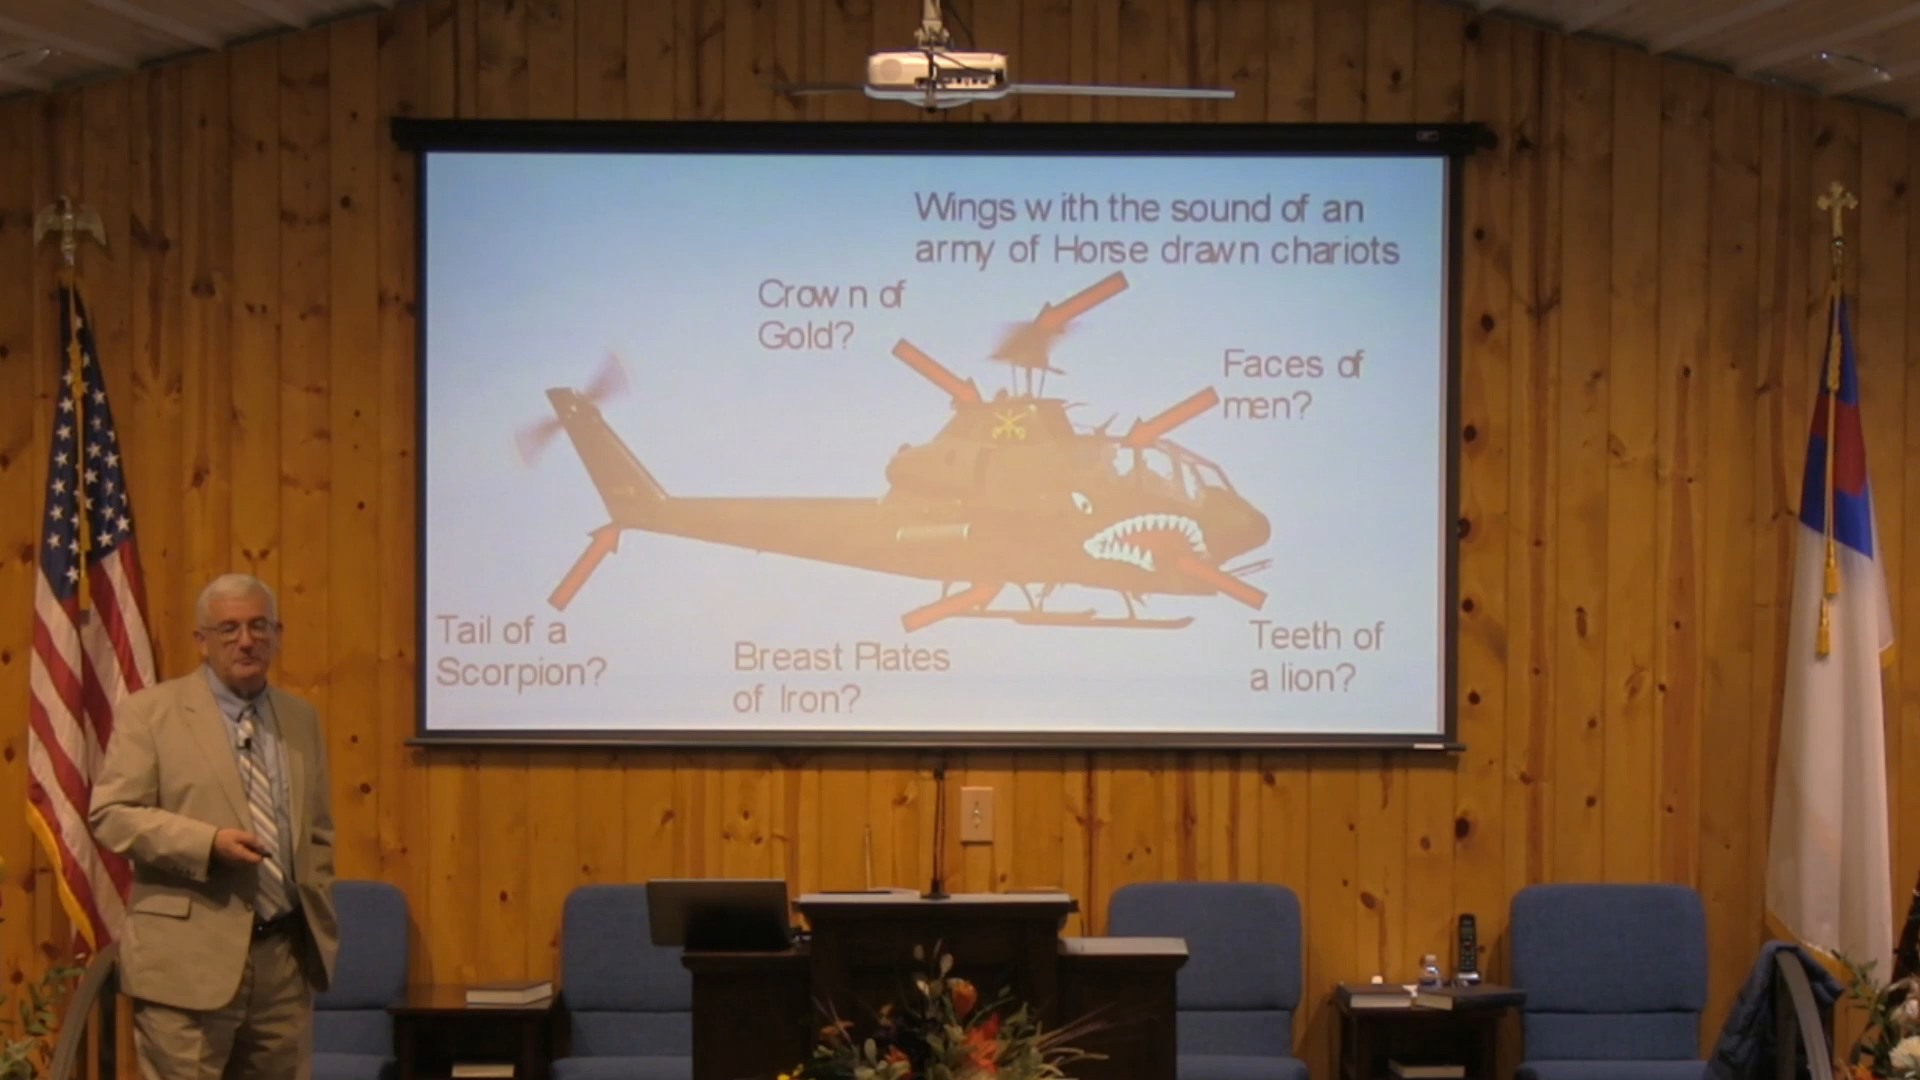 Wings with the sound of an
army of Horse drawn chariots
Crown of
Gold?
Faces of
men?
Tail of a
Scorpion?
Breast Plates
of Iron?
Teeth of
a lion?